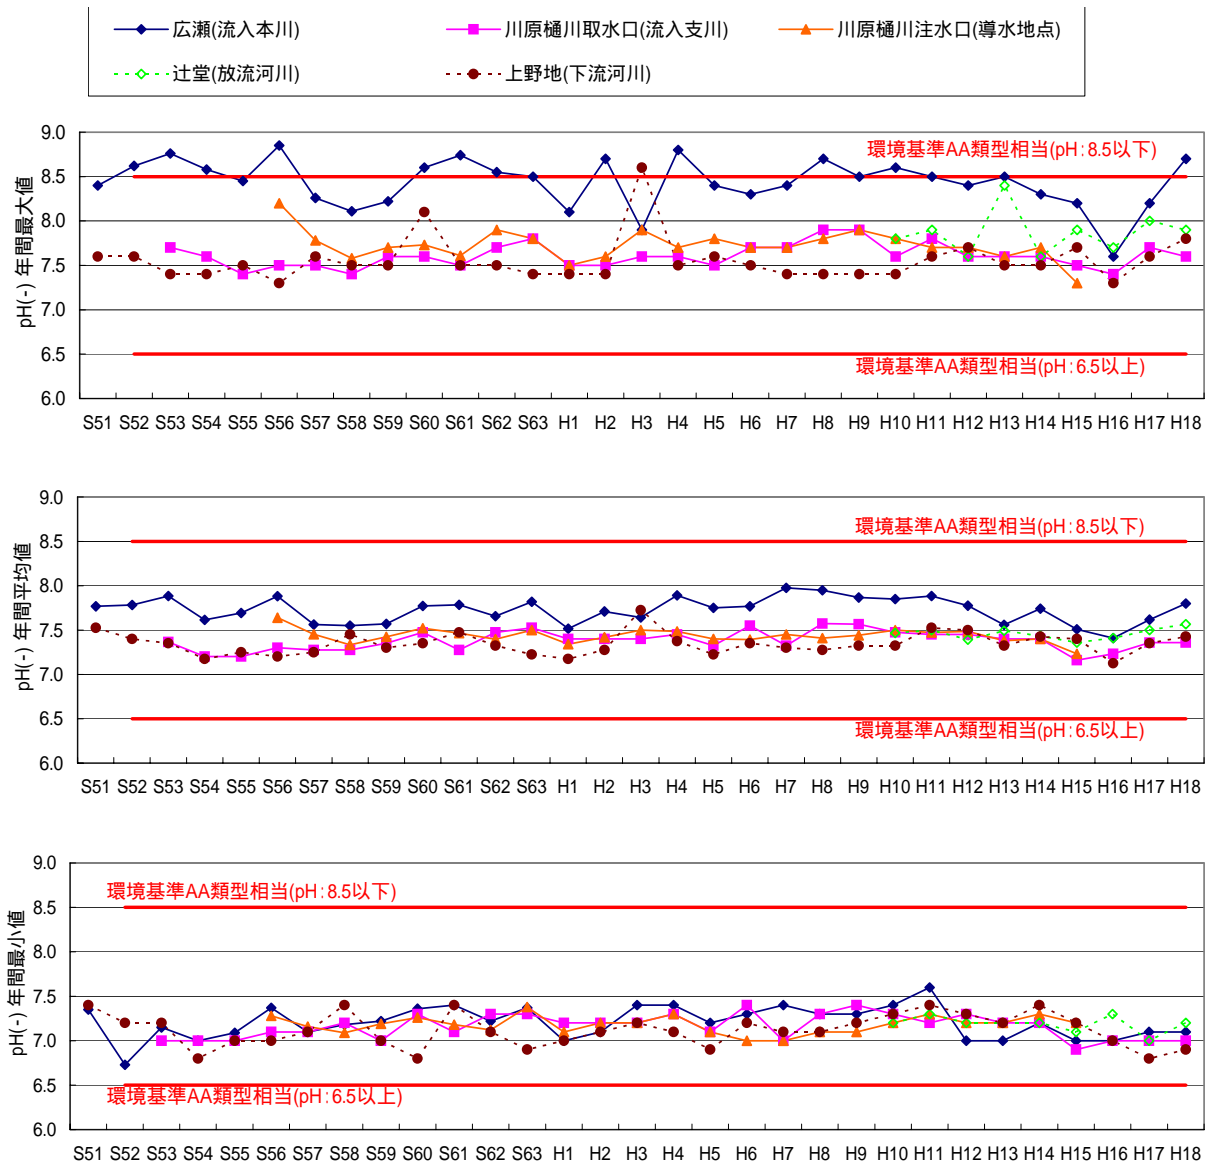 広瀬(流入本川) 川原樋川取水口(流入支川) 川原樋川注水口(導水地点)
辻堂(放流河川) 上野地(下流河川)
pH(-) 年間最大値
9.0
8.5
8.0
7.5
7.0
6.5
6.0
環境基準AA類型相当(pH:8.5以下)
環境基準AA類型相当(pH:6.5以上)
S51 S52 S53 S54 S55 S56 S57 S58 S59 S60 S61 S62 S63 H1 H2 H3 H4 H5 H6 H7 H8 H9 H10 H11 H12 H13 H14 H15 H16 H17 H18
pH(-) 年間平均値
9.0
8.5
8.0
7.5
7.0
6.5
6.0
環境基準AA類型相当(pH:8.5以下)
環境基準AA類型相当(pH:6.5以上)
S51 S52 S53 S54 S55 S56 S57 S58 S59 S60 S61 S62 S63 H1 H2 H3 H4 H5 H6 H7 H8 H9 H10 H11 H12 H13 H14 H15 H16 H17 H18
pH(-) 年間最小値
9.0
8.5
8.0
7.5
7.0
6.5
6.0
環境基準AA類型相当(pH:8.5以下)
環境基準AA類型相当(pH:6.5以上)
S51 S52 S53 S54 S55 S56 S57 S58 S59 S60 S61 S62 S63 H1 H2 H3 H4 H5 H6 H7 H8 H9 H10 H11 H12 H13 H14 H15 H16 H17 H18